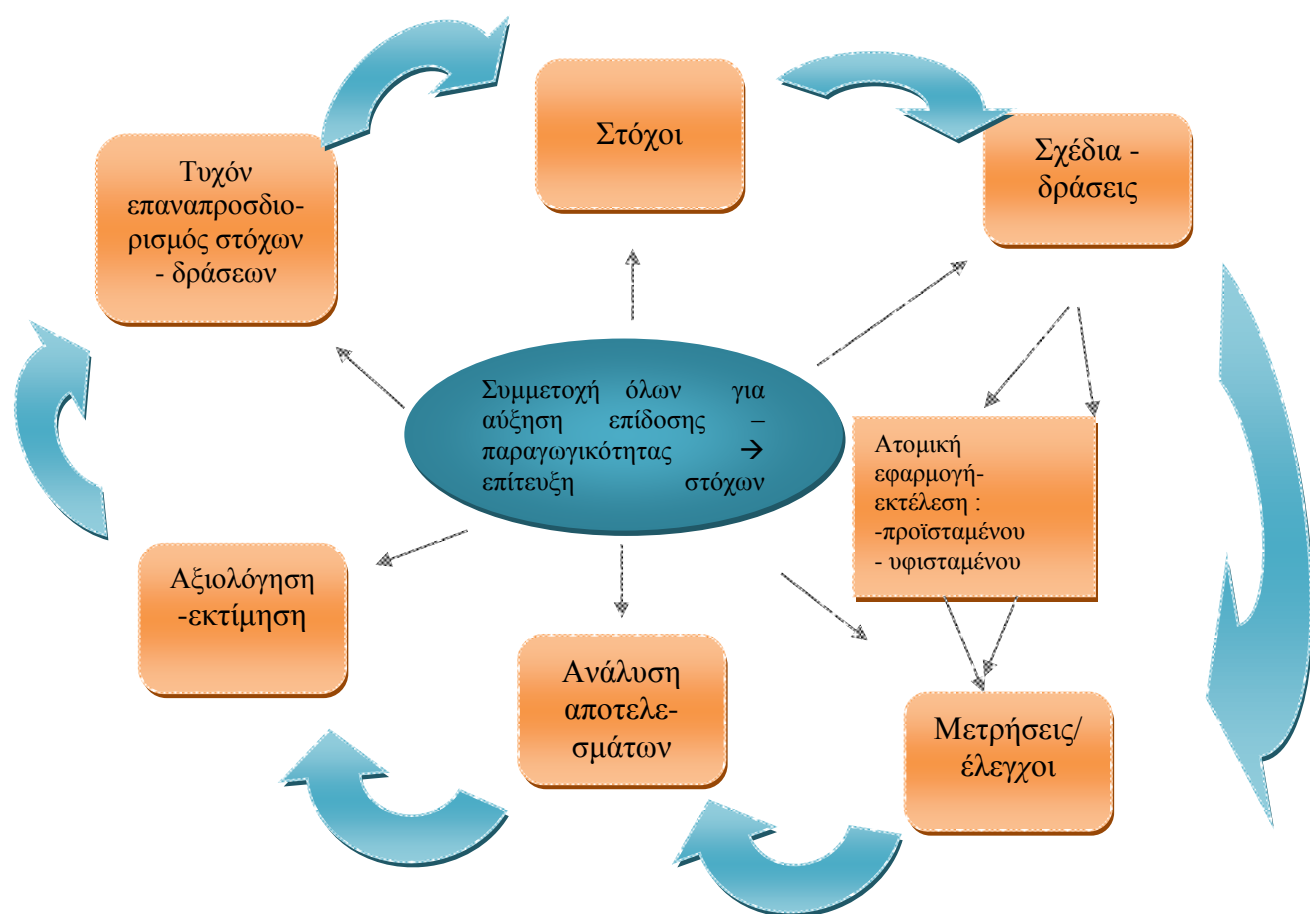 Στόχοι
Σχέδια -
δράσεις
Τυχόν
επαναπροσδιο-
ρισμός στόχων
- δράσεων
Συμμετοχή όλων για
αύξηση επίδοσης –
παραγωγικότητας →
επίτευξη στόχων
Ατομική
εφαρμογή-
εκτέλεση :
-προϊσταμένου
- υφισταμένου
Αξιολόγηση
-εκτίμηση
Ανάλυση
αποτελε-
σμάτων
Μετρήσεις/
έλεγχοι